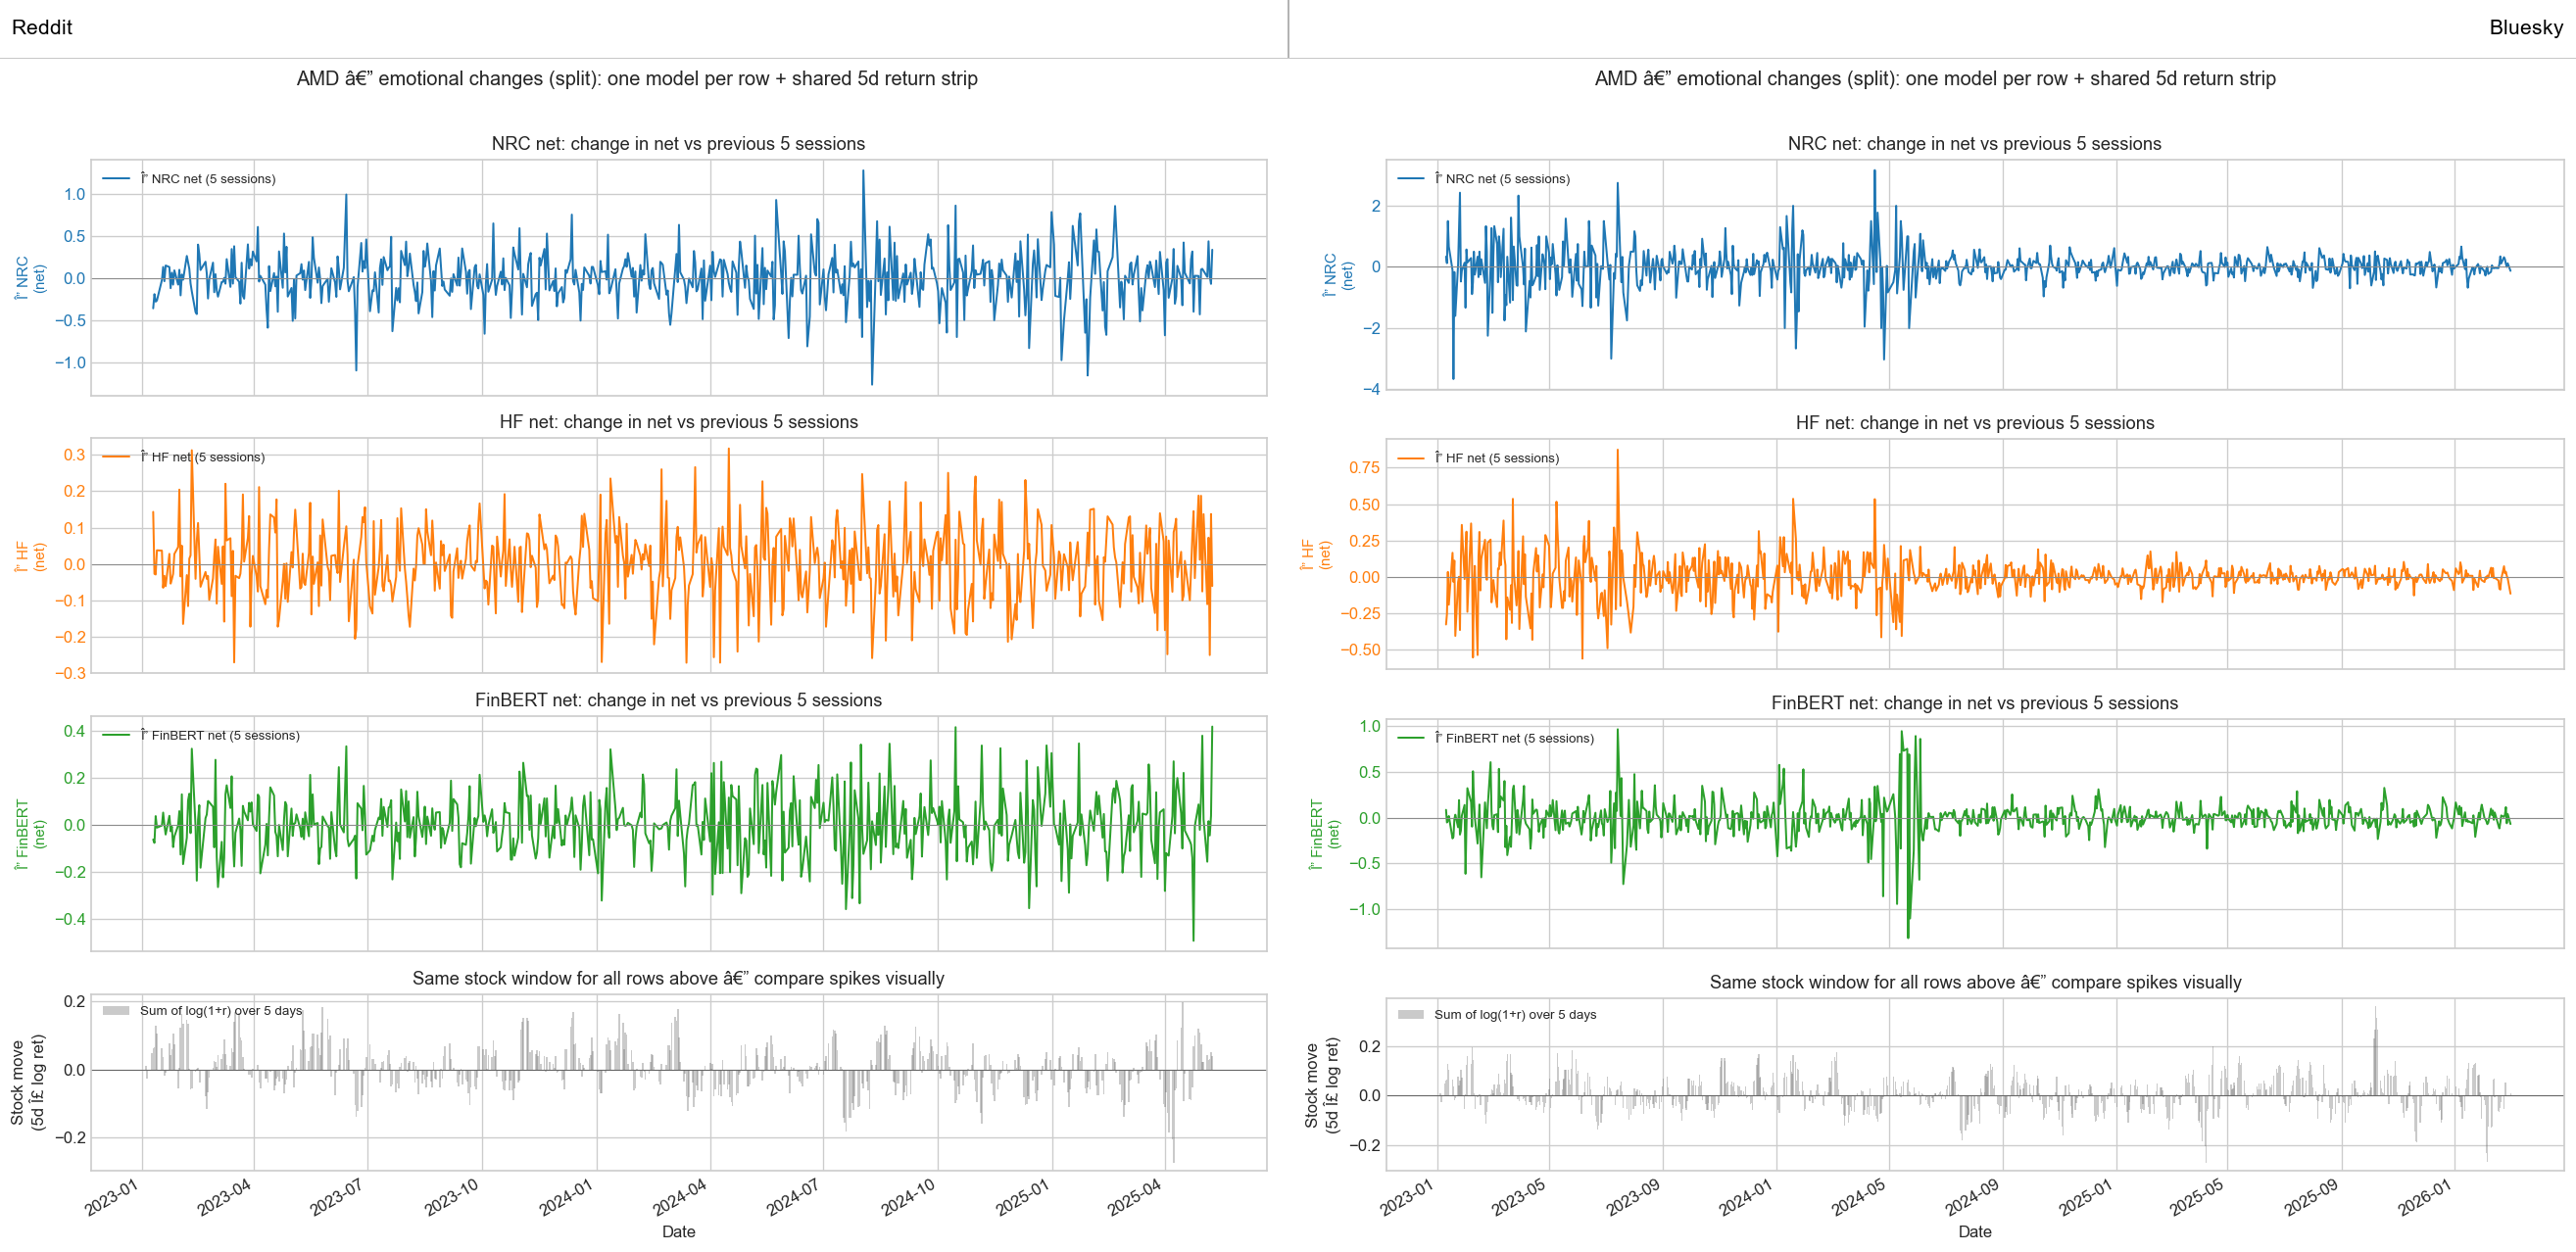 Reddit
Bluesky
AMD â€” emotional changes (split): one model per row + shared 5d return strip
NRC net: change in net vs previous 5 sessions
Î” NRC net (5 sessions)
Î” NRC
(net)
1.0
0.5
0.0
−0.5
−1.0
HF net: change in net vs previous 5 sessions
Î” HF net (5 sessions)
Î” HF
(net)
0.3
0.2
0.1
0.0
−0.1
−0.2
−0.3
FinBERT net: change in net vs previous 5 sessions
Î” FinBERT net (5 sessions)
Î” FinBERT
(net)
0.4
0.2
0.0
−0.2
−0.4
Same stock window for all rows above â€” compare spikes visually
Sum of log(1+r) over 5 days
Stock move
(5d Î£ log ret)
0.2
0.0
−0.2
2023-01
2023-04
2023-07
2023-10
2024-01
2024-04
2024-07
2024-10
2025-01
2025-04
Date
AMD â€” emotional changes (split): one model per row + shared 5d return strip
NRC net: change in net vs previous 5 sessions
Î” NRC net (5 sessions)
Î” NRC
(net)
2
0
−2
−4
HF net: change in net vs previous 5 sessions
Î” HF net (5 sessions)
Î” HF
(net)
0.75
0.50
0.25
0.00
−0.25
−0.50
FinBERT net: change in net vs previous 5 sessions
Î” FinBERT net (5 sessions)
Î” FinBERT
(net)
1.0
0.5
0.0
−0.5
−1.0
Same stock window for all rows above â€” compare spikes visually
Sum of log(1+r) over 5 days
Stock move
(5d Î£ log ret)
0.2
0.0
−0.2
2023-01
2023-05
2023-09
2024-01
2024-05
2024-09
2025-01
2025-05
2025-09
2026-01
Date